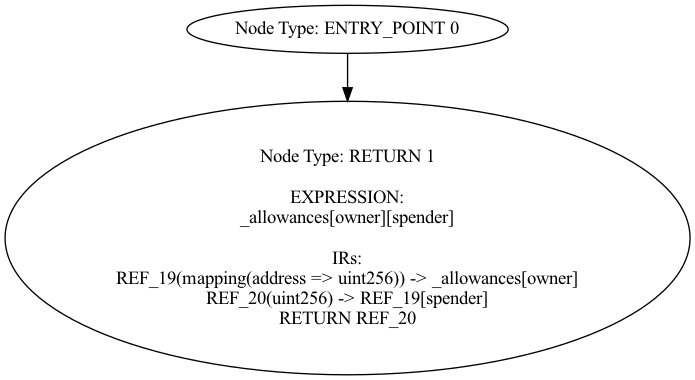 Node Type: ENTRY_POINT 0
Node Type: RETURN 1
EXPRESSION:
_allowances[owner][spender]
IRs:
REF_19(mapping(address => uint256)) -> _allowances[owner]
REF_20(uint256) -> REF_19[spender]
RETURN REF_20